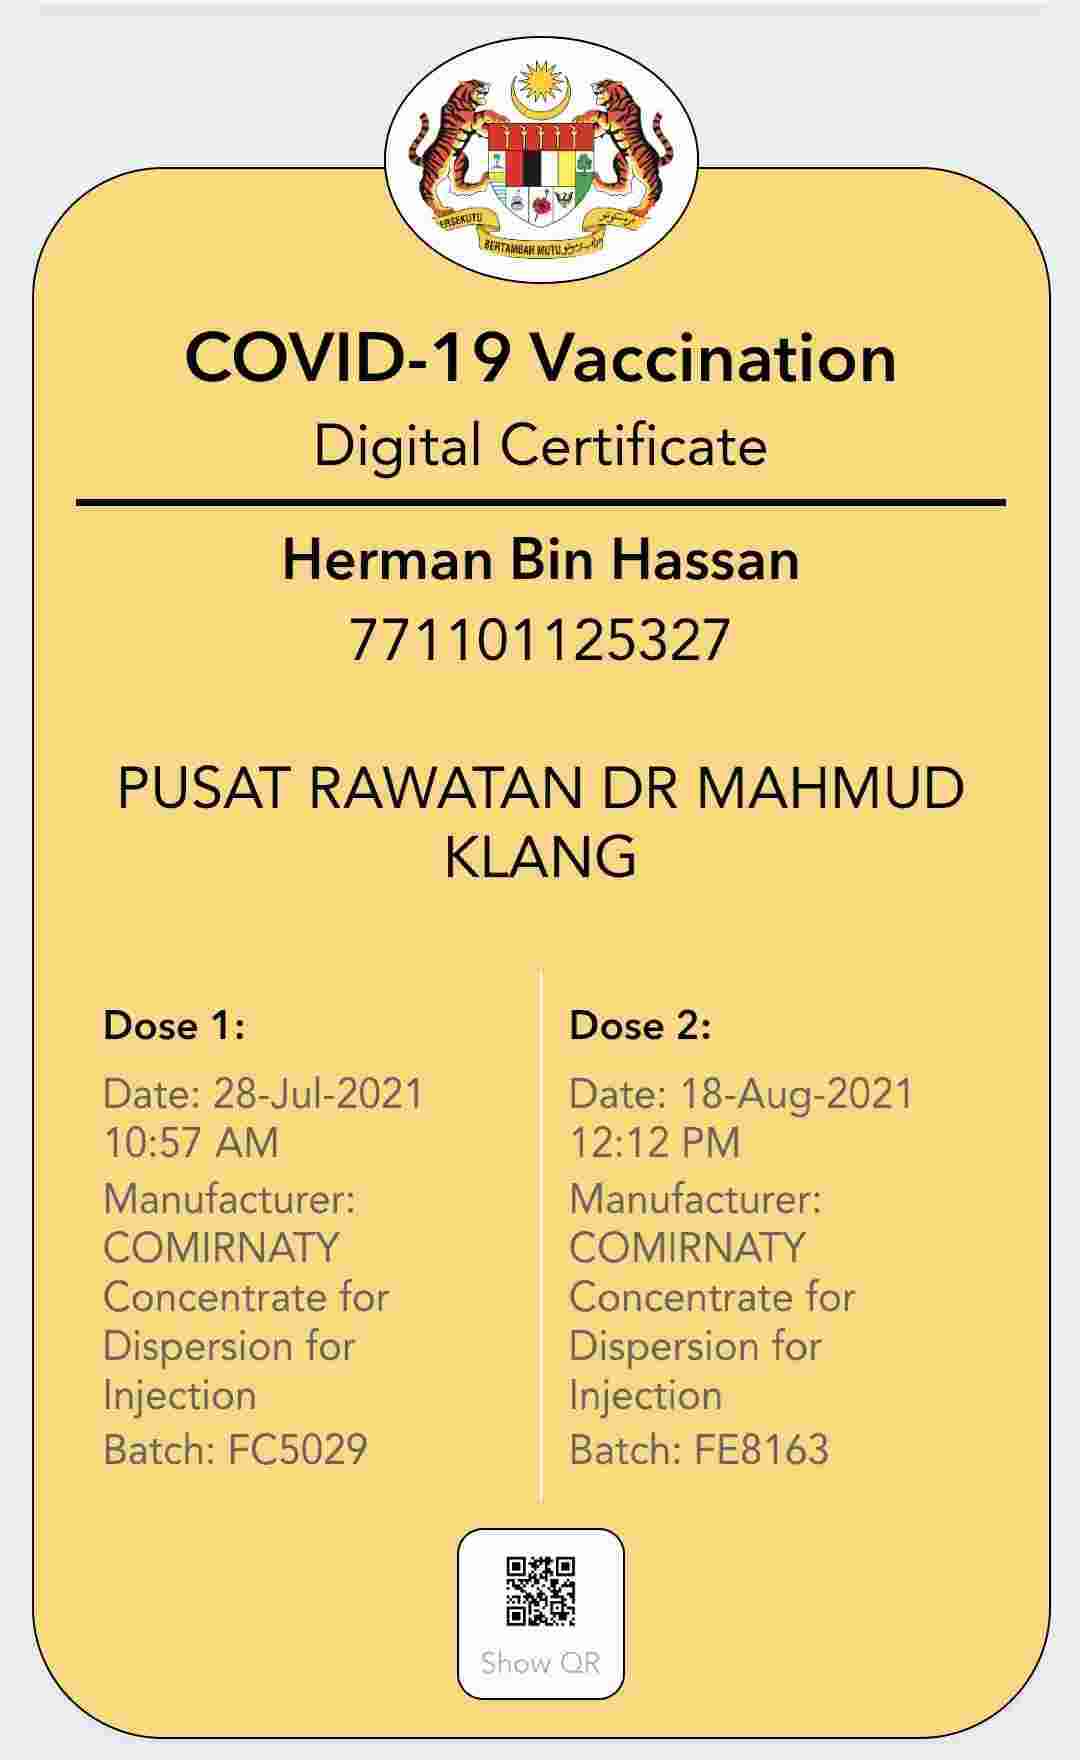 ERSEKUTU
BERTAMBAH MUTU
COVID-19 Vaccination
Digital Certificate
Herman Bin Hassan
771101125327
PUSAT RAWATAN DR MAHMUD
KLANG
Dose 1:
Date: 28-Jul-2021
10:57 AM
Manufacturer:
COMIRNATY
Concentrate for
Dispersion for
Injection
Batch: FC5029
Dose 2:
Date: 18-Aug-2021
12:12 PM
Manufacturer:
COMIRNATY
Concentrate for
Dispersion for
Injection
Batch: FE8163
Show QR